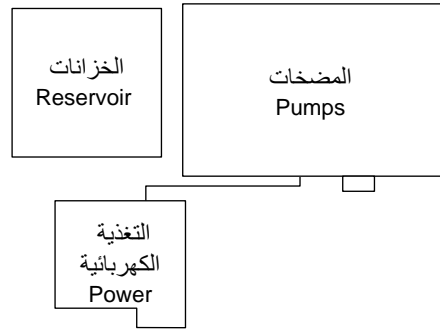 الخزانات
Reservoir
المضخات
Pumps
التغذية
الكهربائية
Power